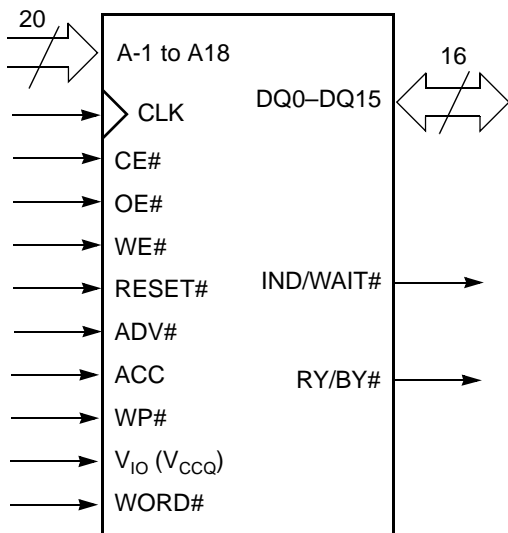 20
A-1 to A18
16
DQ0–DQ15
CLK
CE#
OE#
WE#
IND/WAIT#
RESET#
ADV#
RY/BY#
ACC
WP#
VIO (VCCQ)
WORD#